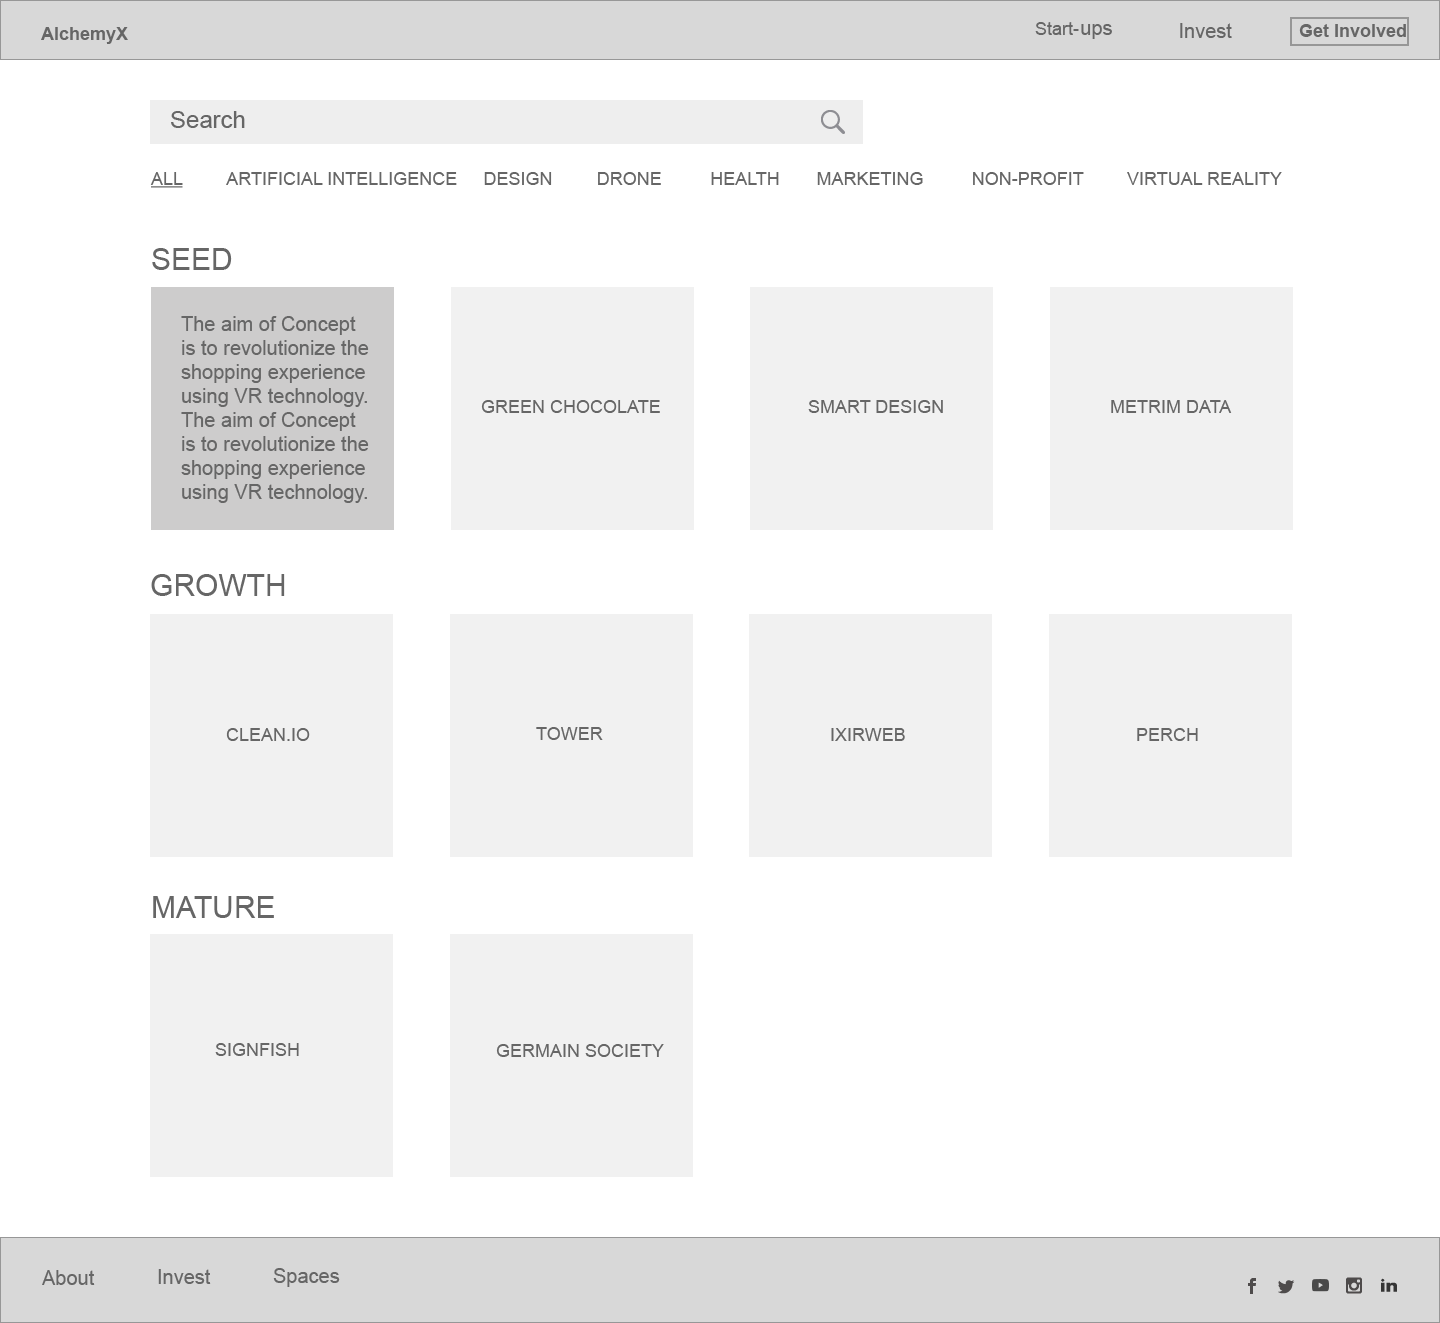 AlchemyX Start-ups Invest Get Involved
Search
ALL ARTIFICIAL INTELLIGENCE DESIGN DRONE HEALTH MARKETING NON-PROFIT VIRTUAL REALITY
SEED
The aim of Concept
is to revolutionize the
shopping experience
using VR technology.
The aim of Concept
is to revolutionize the
shopping experience
using VR technology.
GREEN CHOCOLATE
SMART DESIGN
METRIM DATA
GROWTH
CLEAN.IO
TOWER
IXIRWEB
PERCH
MATURE
SIGNFISH
GERMAIN SOCIETY
About Invest Spaces